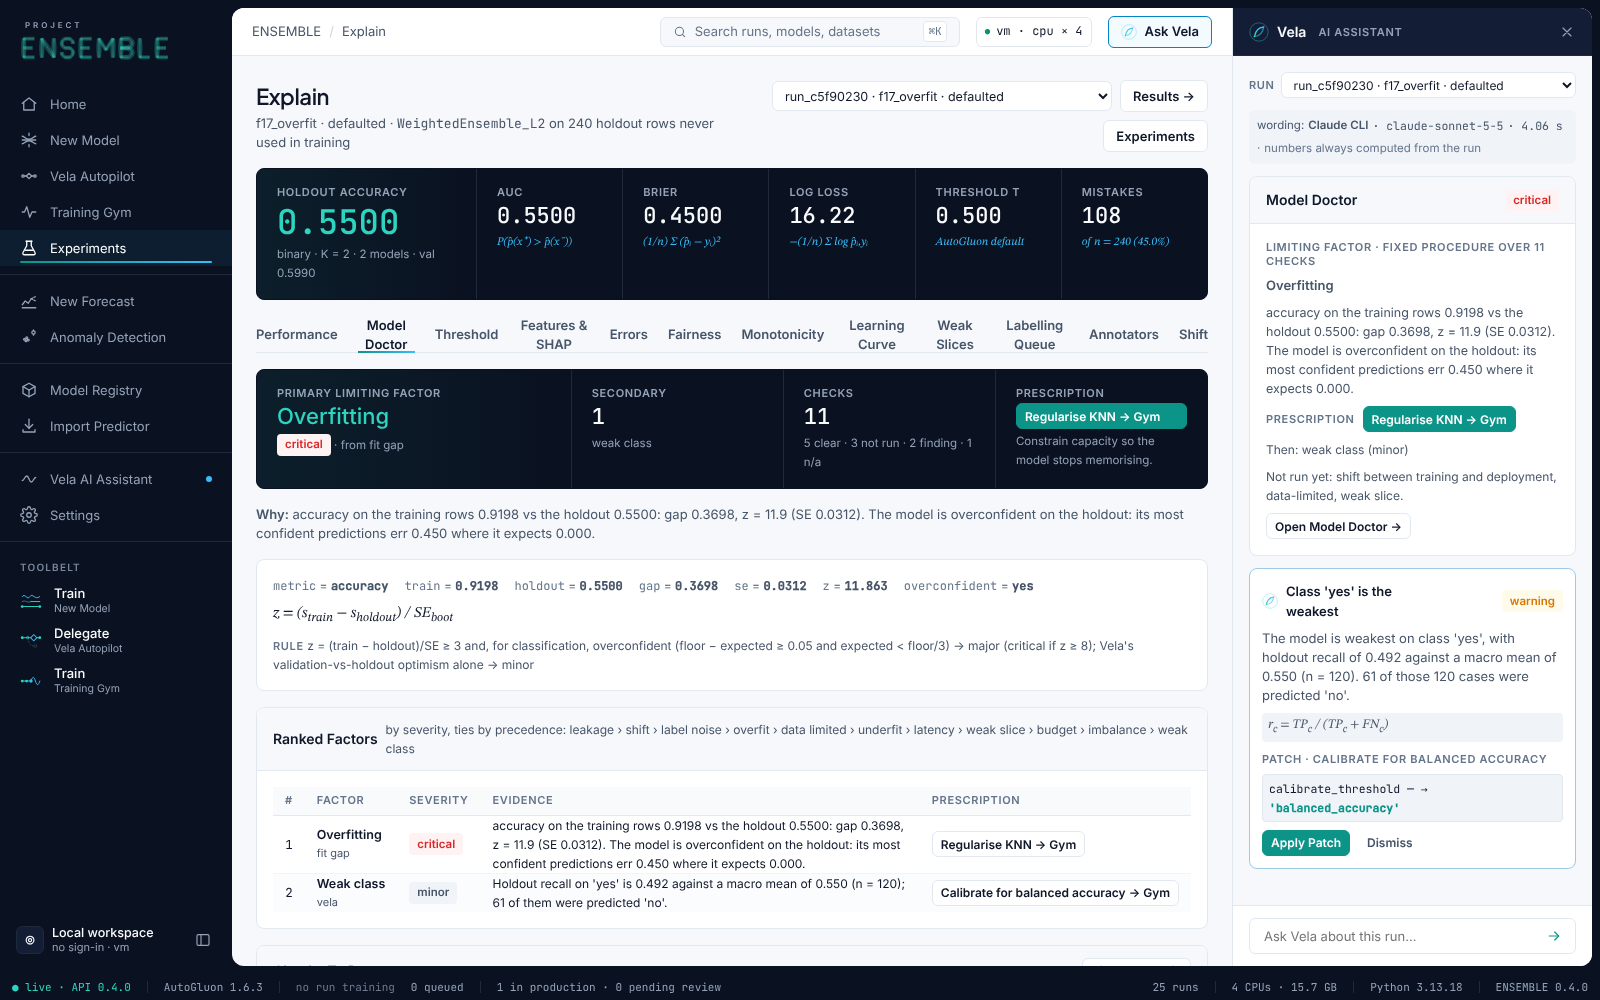 PROJECT
ENSEMBLE
Home
New Model
Vela Autopilot
Training Gym
Experiments
New Forecast
Anomaly Detection
Model Registry
Import Predictor
Vela AI Assistant
Settings
TOOLBELT
Train
New Model
Delegate
Vela Autopilot
Train
Training Gym
Local workspace
no sign-in · vm
ENSEMBLE / Explain
Search runs, models, datasets
⌘K
vm · cpu × 4
Ask Vela
Explain
f17_overfit · defaulted · WeightedEnsemble_L2 on 240 holdout rows never
used in training
run_c5f90230 · f17_overfit · defaulted
Results →
Experiments
HOLDOUT ACCURACY
0.5500
binary · K = 2 · 2 models · val
0.5990
AUC
0.5500
P(p̂(x⁺) > p̂(x⁻))
BRIER
0.4500
(1/n) Σ (p̂ᵢ − yᵢ)²
LOG LOSS
16.22
−(1/n) Σ log p̂ᵢ,yᵢ
THRESHOLD T
0.500
AutoGluon default
MISTAKES
108
of n = 240 (45.0%)
Performance
Model
Doctor
Threshold
Features &
SHAP
Errors
Fairness
Monotonicity
Learning
Curve
Weak
Slices
Labelling
Queue
Annotators
Shift
PRIMARY LIMITING FACTOR
Overfitting
critical · from fit gap
SECONDARY
1
weak class
CHECKS
11
5 clear · 3 not run · 2 finding · 1
n/a
PRESCRIPTION
Regularise KNN → Gym
Constrain capacity so the
model stops memorising.
Why: accuracy on the training rows 0.9198 vs the holdout 0.5500: gap 0.3698, z = 11.9 (SE 0.0312). The model is overconfident on the holdout: its most
confident predictions err 0.450 where it expects 0.000.
metric = accuracy train = 0.9198 holdout = 0.5500 gap = 0.3698 se = 0.0312 z = 11.863 overconfident = yes
z = (s_train − s_holdout) / SE_boot
RULE z = (train − holdout)/SE ≥ 3 and, for classification, overconfident (floor − expected ≥ 0.05 and expected < floor/3) → major (critical if z ≥ 8); Vela's
validation-vs-holdout optimism alone → minor
Ranked Factors
by severity, ties by precedence: leakage › shift › label noise › overfit › data limited › underfit › latency › weak slice › budget › imbalance › weak
class
# FACTOR SEVERITY EVIDENCE PRESCRIPTION
1
Overfitting
fit gap
critical
accuracy on the training rows 0.9198 vs the holdout 0.5500: gap 0.3698,
z = 11.9 (SE 0.0312). The model is overconfident on the holdout: its most
confident predictions err 0.450 where it expects 0.000.
Regularise KNN → Gym
2
Weak class
vela
minor
Holdout recall on 'yes' is 0.492 against a macro mean of 0.550 (n = 120);
61 of them were predicted 'no'.
Calibrate for balanced accuracy → Gym
Vela AI ASSISTANT
RUN
run_c5f90230 · f17_overfit · defaulted
wording: Claude CLI · claude-sonnet-5-5 · 4.06 s
· numbers always computed from the run
Model Doctor
critical
LIMITING FACTOR · FIXED PROCEDURE OVER 11
CHECKS
Overfitting
accuracy on the training rows 0.9198 vs the
holdout 0.5500: gap 0.3698, z = 11.9 (SE 0.0312).
The model is overconfident on the holdout: its
most confident predictions err 0.450 where it
expects 0.000.
PRESCRIPTION
Regularise KNN → Gym
Then: weak class (minor)
Not run yet: shift between training and deployment,
data-limited, weak slice.
Open Model Doctor →
Class 'yes' is the
weakest
warning
The model is weakest on class 'yes', with
holdout recall of 0.492 against a macro mean of
0.550 (n = 120). 61 of those 120 cases were
predicted 'no'.
r_c = TP_c / (TP_c + FN_c)
PATCH · CALIBRATE FOR BALANCED ACCURACY
calibrate_threshold — →
'balanced_accuracy'
Apply Patch
Dismiss
Ask Vela about this run...
live · API 0.4.0
AutoGluon 1.6.3
no run training
0 queued
1 in production · 0 pending review
25 runs
4 CPUs · 15.7 GB
Python 3.13.18
ENSEMBLE 0.4.0